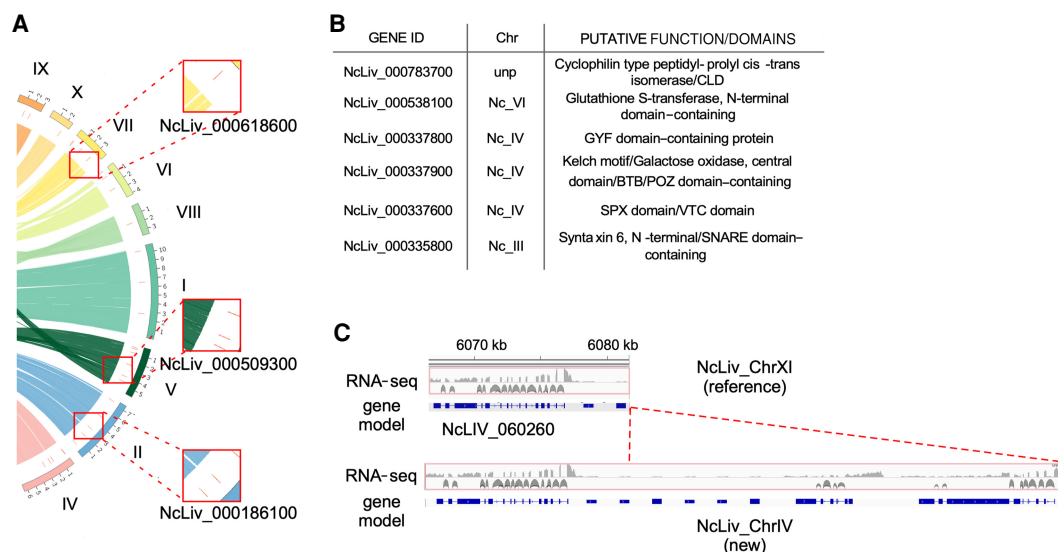 A
IX
X
VII
VI
VIII
I
V
II
IV
NcLiv_000618600
NcLiv_000509300
NcLiv_000186100
B
GENE ID Chr PUTATIVE FUNCTION/DOMAINS
NcLiv_000783700 unp Cyclophilin type peptidyl- prolyl cis -trans
isomerase/CLD
NcLiv_000538100 Nc_VI Glutathione S-transferase, N-terminal
domain–containing
NcLiv_000337800 Nc_IV GYF domain–containing protein
NcLiv_000337900 Nc_IV Kelch motif/Galactose oxidase, central
domain/BTB/POZ domain–containing
NcLiv_000337600 Nc_IV SPX domain/VTC domain
NcLiv_000335800 Nc_III Synta xin 6, N -terminal/SNARE domain–
containing
C
6070 kb 6080 kb
RNA-seq
gene
model
NcLIV_060260
NcLiv_ChrXI
(reference)
RNA-seq
gene
model
NcLiv_ChrIV
(new)